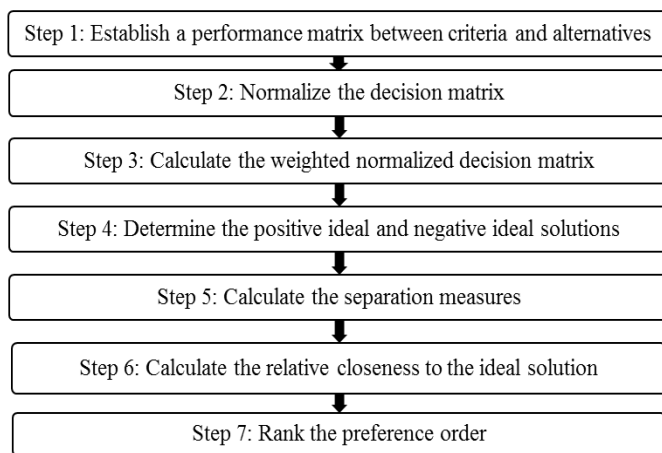 Step 1: Establish a performance matrix between criteria and alternatives
Step 2: Normalize the decision matrix
Step 3: Calculate the weighted normalized decision matrix
Step 4: Determine the positive ideal and negative ideal solutions
Step 5: Calculate the separation measures
Step 6: Calculate the relative closeness to the ideal solution
Step 7: Rank the preference order